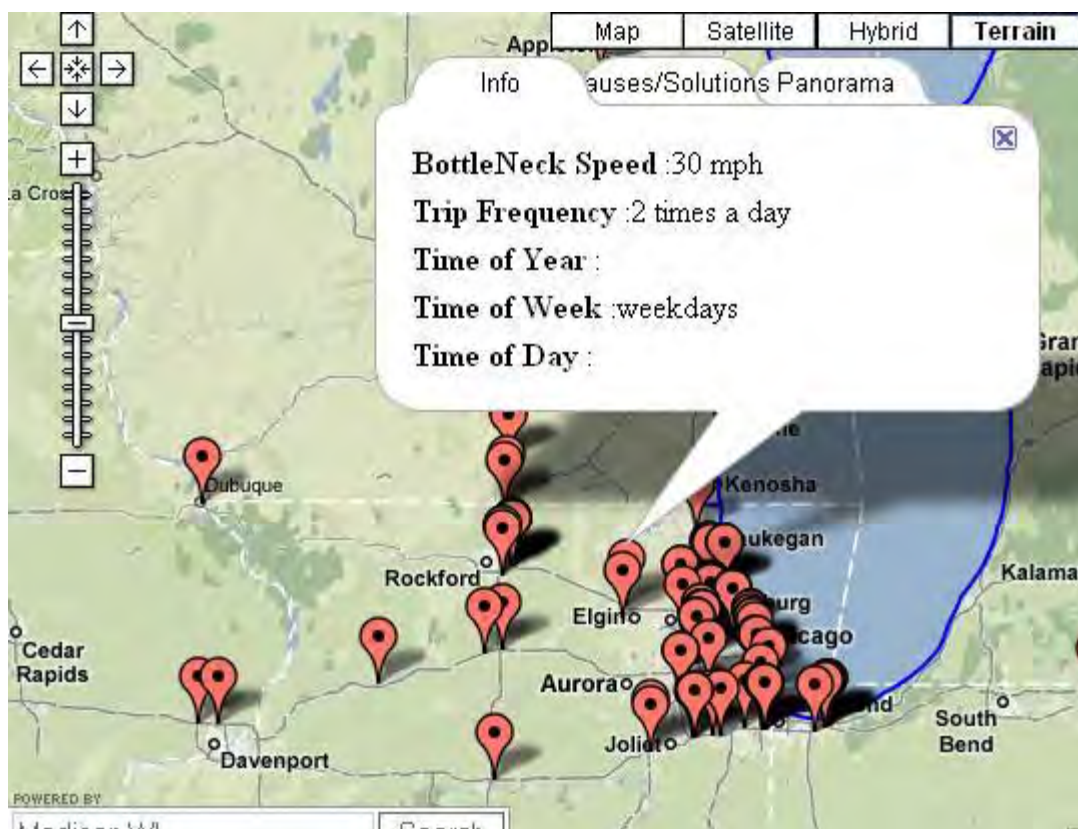 Map Satellite Hybrid Terrain
Info auses/Solutions Panorama
BottleNeck Speed :30 mph
Trip Frequency :2 times a day
Time of Year :
Time of Week :weekdays
Time of Day :
Dubuque
Kenosha
aukegan
Rockford
Kalama
Elgin
burg
cago
Cedar
Rapids
Aurora
South
Bend
Joliet
Davenport
POWERED BY
Search